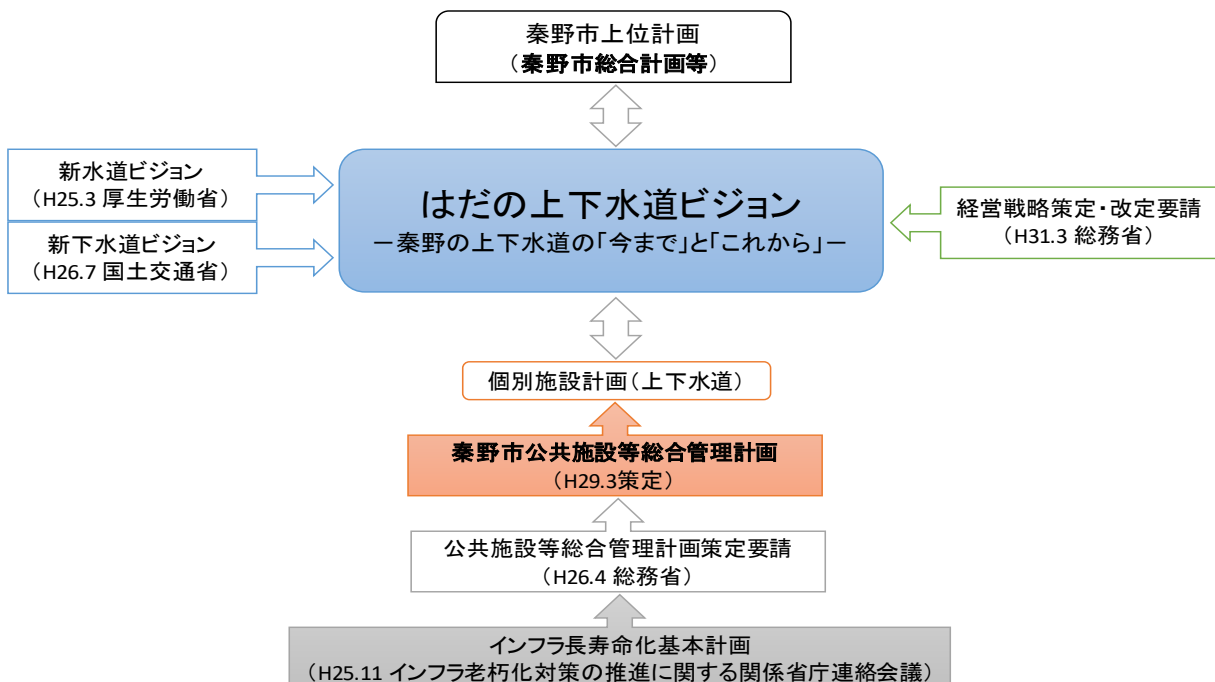 秦野市上位計画
（秦野市総合計画等）
新水道ビジョン
（H25.3 厚生労働省）
新下水道ビジョン
（H26.7 国土交通省）
はだの上下水道ビジョン
－秦野の上下水道の「今まで」と「これから」－
経営戦略策定・改定要請
（H31.3 総務省）
個別施設計画（上下水道）
秦野市公共施設等総合管理計画
（H29.3策定）
公共施設等総合管理計画策定要請
（H26.4 総務省）
インフラ長寿命化基本計画
（H25.11 インフラ老朽化対策の推進に関する関係省庁連絡会議）